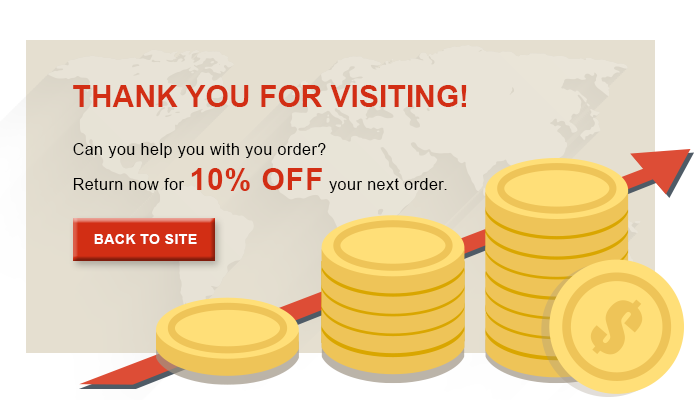 THANK YOU FOR VISITING!
Can you help you with you order?
Return now for 10% OFF your next order.
BACK TO SITE
$